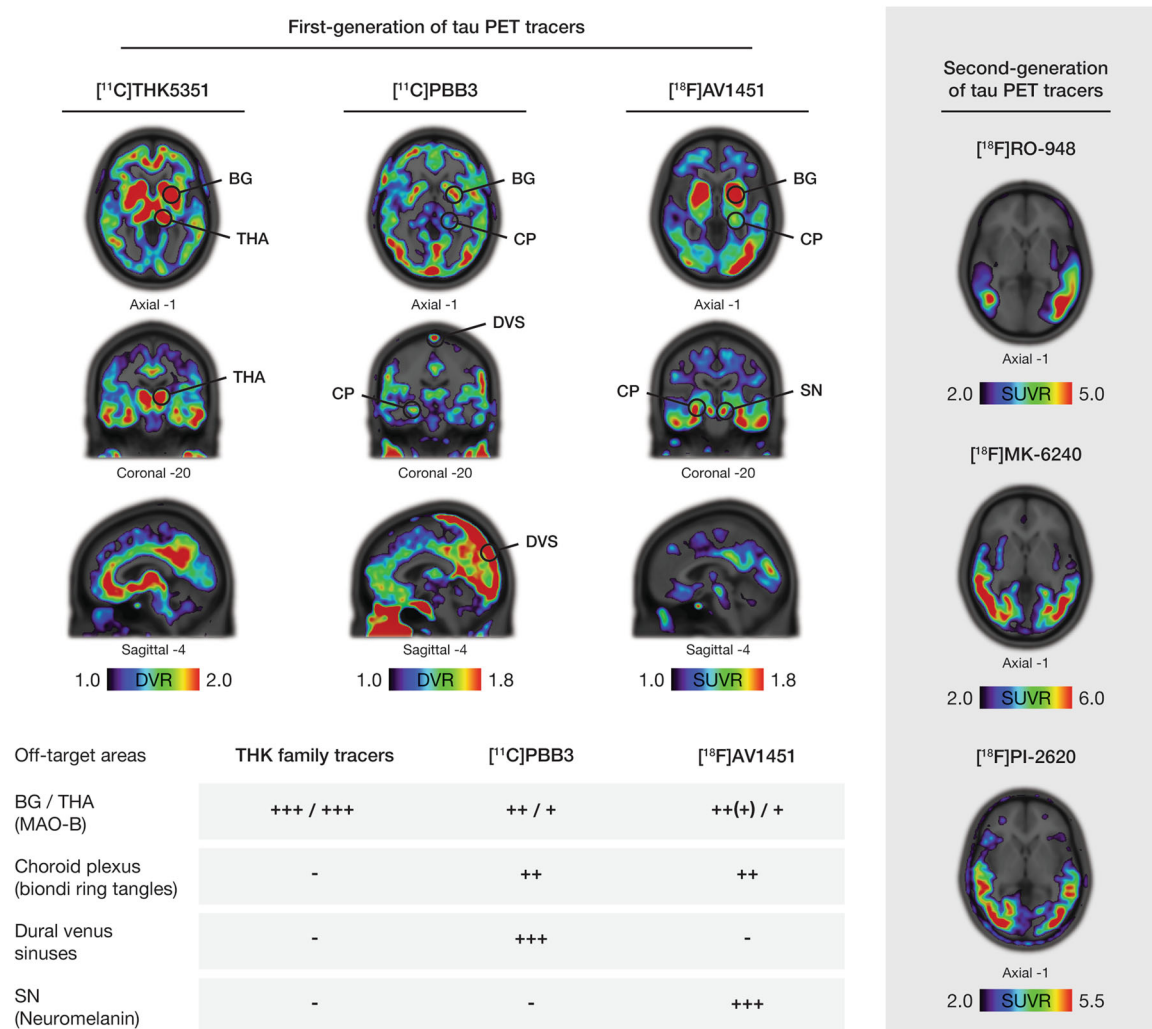 First-generation of tau PET tracers
[¹¹C]THK5351
[¹¹C]PBB3
[¹⁸F]AV1451
BG
THA
Axial -1
BG
CP
Axial -1
BG
CP
Axial -1
THA
Coronal -20
DVS
CP
Coronal -20
CP
SN
Coronal -20
Sagittal -4
1.0 DVR 2.0
DVS
Sagittal -4
1.0 DVR 1.8
Sagittal -4
1.0 SUVR 1.8
Off-target areas
THK family tracers
[¹¹C]PBB3
[¹⁸F]AV1451
BG / THA
(MAO-B)
+++ / +++
++ / +
++(+) / +
Choroid plexus
(biondi ring tangles)
-
++
++
Dural venus
sinuses
-
+++
-
SN
(Neuromelanin)
-
-
+++
Second-generation
of tau PET tracers
[¹⁸F]RO-948
Axial -1
2.0 SUVR 5.0
[¹⁸F]MK-6240
Axial -1
2.0 SUVR 6.0
[¹⁸F]PI-2620
Axial -1
2.0 SUVR 5.5